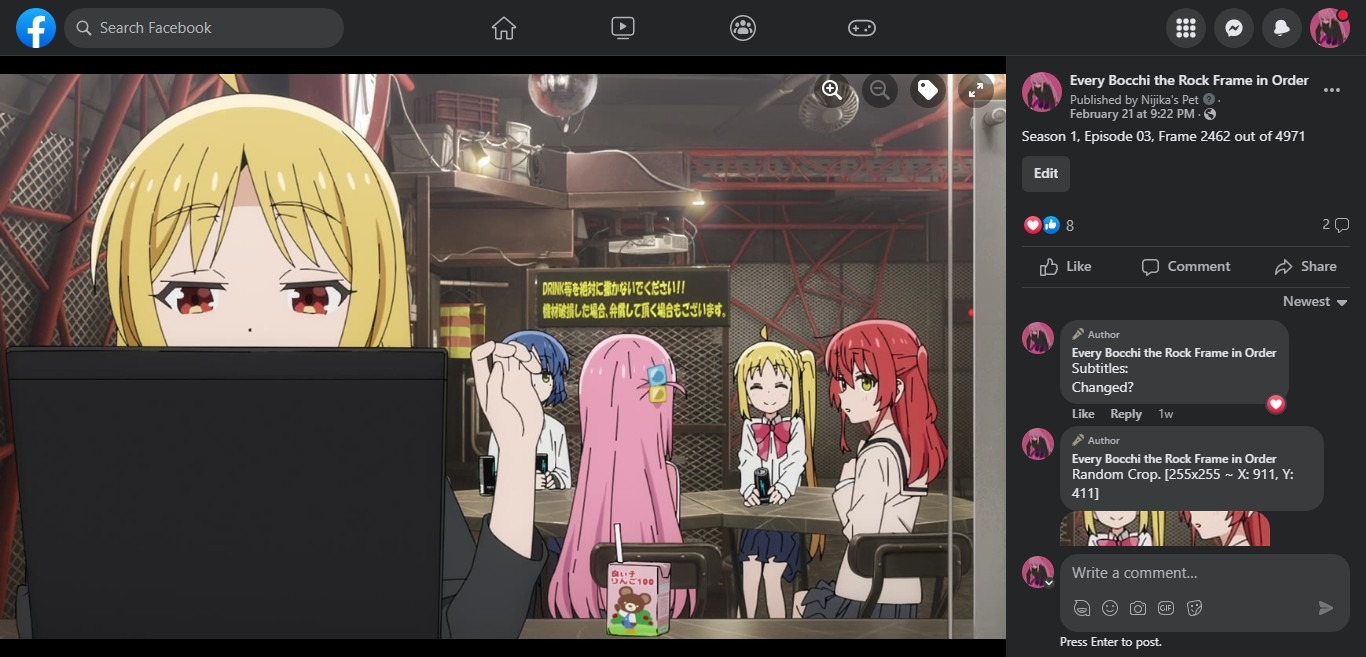 Search Facebook
DRINK等を絶対に撒かないでください!!
機材破損した場合、弁償して頂く場合もございます。
良い子
りんご100
Every Bocchi the Rock Frame in Order
Published by Nijika's Pet ·
February 21 at 9:22 PM ·
Season 1, Episode 03, Frame 2462 out of 4971
Edit
8
2
Like
Comment
Share
Newest
Author
Every Bocchi the Rock Frame in Order
Subtitles:
Changed?
Like Reply 1w
Author
Every Bocchi the Rock Frame in Order
Random Crop. [255x255 ~ X: 911, Y:
411]
Write a comment...
GIF
Press Enter to post.